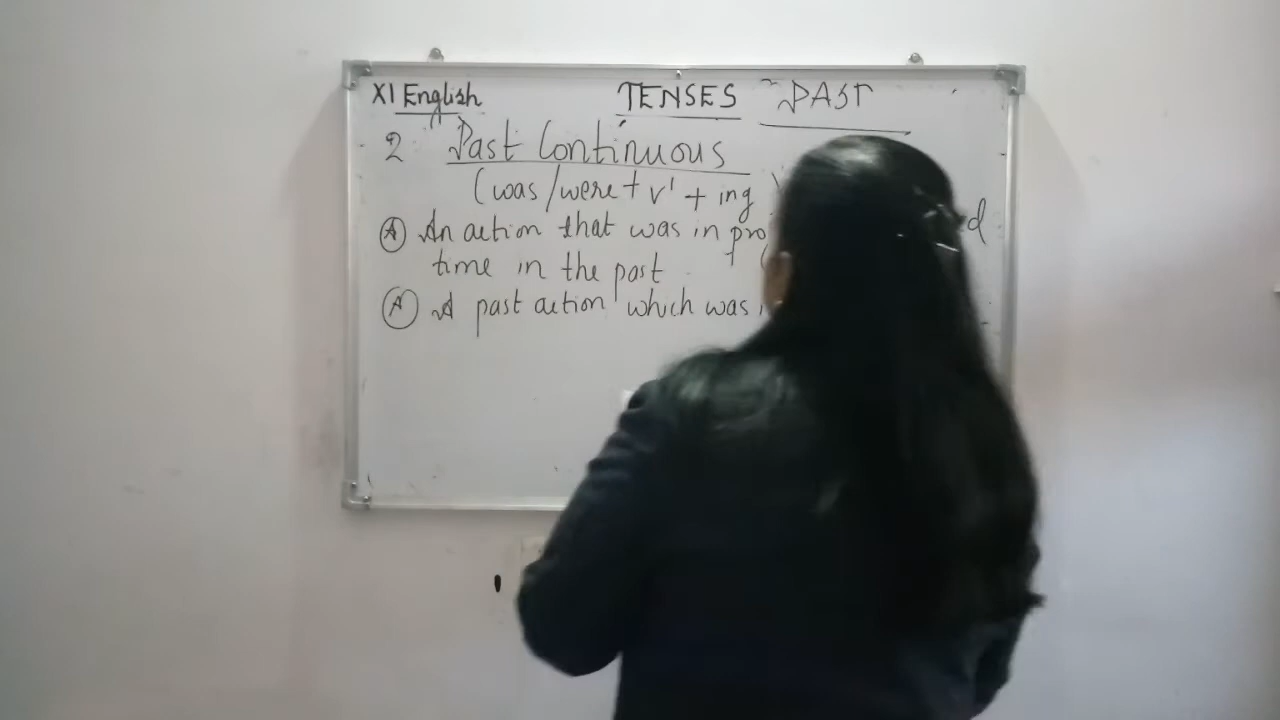 XI English TENSES ~ PAST
2 Past Continuous
(was/were + v¹ + ing )
(A) An action that was in
time in the past
(A) A past action which was